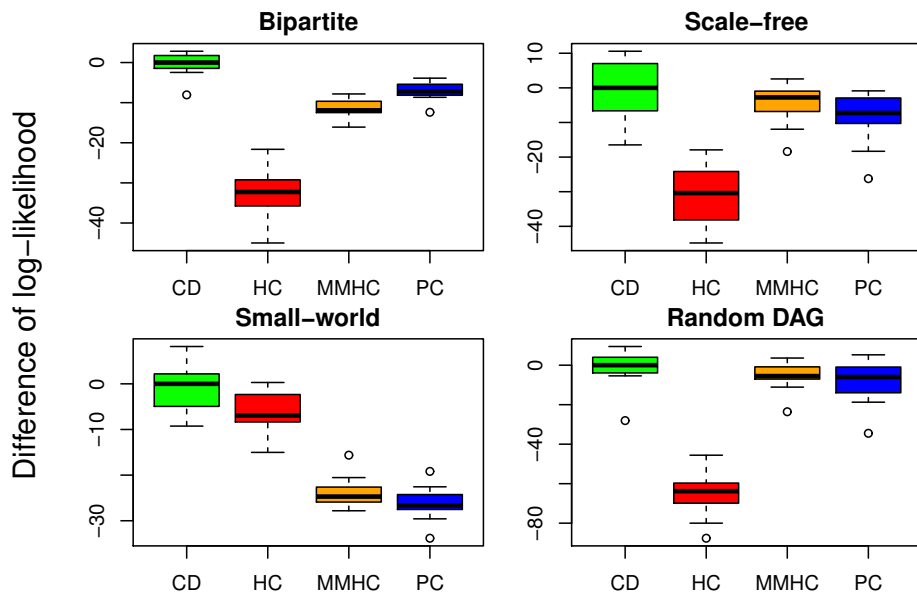 Difference of log−likelihood
Bipartite
0
−20
−40
CD HC MMHC PC
Scale−free
10
0
−20
−40
CD HC MMHC PC
Small−world
0
−10
−30
CD HC MMHC PC
Random DAG
0
−40
−80
CD HC MMHC PC